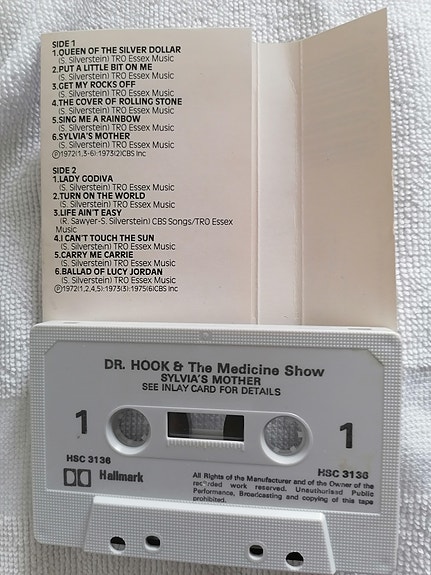 SIDE 1
1.QUEEN OF THE SILVER DOLLAR
(S. Silverstein) TRO Essex Music
2.PUT A LITTLE BIT ON ME
(S. Silverstein) TRO Essex Music
3.GET MY ROCKS OFF
(S. Silverstein) TRO Essex Music
4.THE COVER OF ROLLING STONE
(S. Silverstein) TRO Essex Music
5.SING ME A RAINBOW
(S. Silverstein) TRO Essex Music
6.SYLVIA'S MOTHER
(S. Silverstein) TRO Essex Music
Ⓟ1972(1,3-6):1973(2)CBS Inc
SIDE 2
1.LADY GODIVA
(S. Silverstein) TRO Essex Music
2.TURN ON THE WORLD
(S. Silverstein) TRO Essex Music
3.LIFE AIN'T EASY
(R. Sawyer-S. Silverstein) CBS Songs/TRO Essex
Music
4.I CAN'T TOUCH THE SUN
(S. Silverstein) TRO Essex Music
5.CARRY ME CARRIE
(S. Silverstein) TRO Essex Music
6.BALLAD OF LUCY JORDAN
(S. Silverstein) TRO Essex Music
Ⓟ1972(1,2,4,5):1973(3):1975(6)CBS Inc
DR. HOOK & The Medicine Show
SYLVIA'S MOTHER
SEE INLAY CARD FOR DETAILS
1
1
HSC 3136
HSC 3136
Hallmark
All Rights of the Manufacturer and of the Owner of the
recorded work reserved. Unauthorised Public
Performance, Broadcasting and copying of this tape
prohibited.